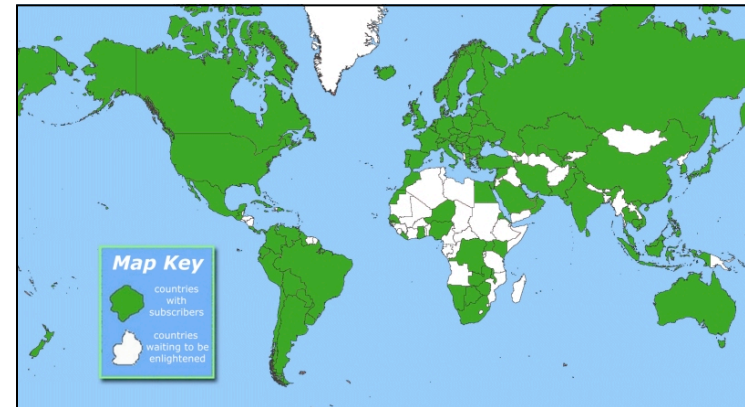 Map Key
countries
with
subscribers
countries
waiting to be
enlightened